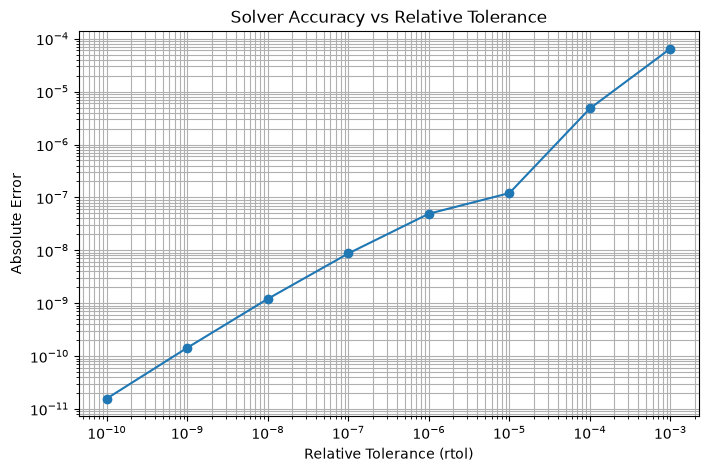 Solver Accuracy vs Relative Tolerance
Absolute Error
10⁻⁴
10⁻⁵
10⁻⁶
10⁻⁷
10⁻⁸
10⁻⁹
10⁻¹⁰
10⁻¹¹
10⁻¹⁰ 10⁻⁹ 10⁻⁸ 10⁻⁷ 10⁻⁶ 10⁻⁵ 10⁻⁴ 10⁻³
Relative Tolerance (rtol)